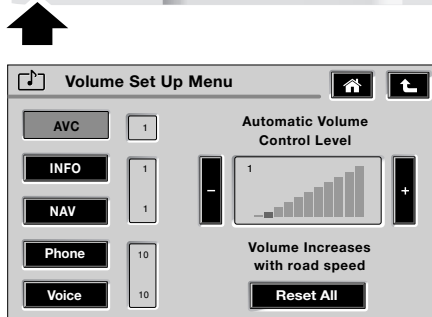 Volume Set Up Menu
AVC
1
INFO
1
NAV
1
Phone
10
Voice
10
Automatic Volume
Control Level
–
1
+
Volume Increases
with road speed
Reset All